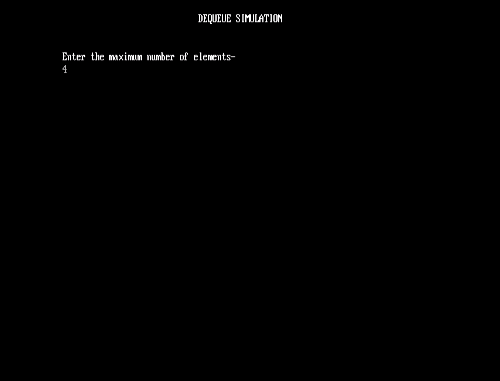 DEQUEUE SIMULATION
Enter the maximum number of elements-
4